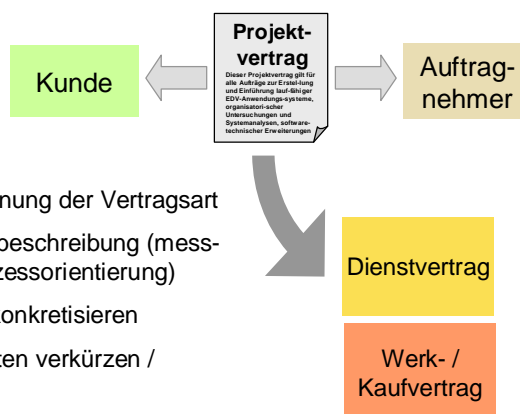 Projekt-
vertrag
Dieser Projektvertrag gilt für
alle Aufträge zur Erstel-lung
und Einführung lauf-fähiger
EDV-Anwendungs-systeme,
organisatori-scher
Untersuchungen und
Systemanalysen, software-
technischer Erweiterungen
Kunde
Auftrag-
nehmer
nung der Vertragsart
beschreibung (mess-
zessorientierung)
konkretisieren
ten verkürzen /
Dienstvertrag
Werk- /
Kaufvertrag